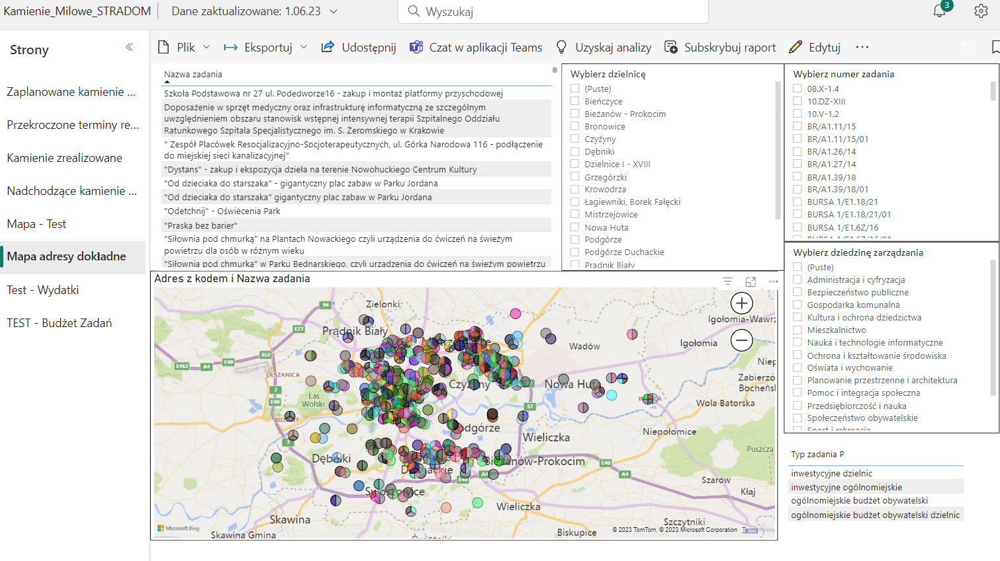 Kamienie_Milowe_STRADOM
Dane zaktualizowane: 1.06.23
Wyszukaj
3
Strony
Plik
Eksportuj
Udostępnij
Czat w aplikacji Teams
Uzyskaj analizy
Subskrybuj raport
Edytuj
Zaplanowane kamienie ...
Przekroczone terminy re...
Kamienie zrealizowane
Nadchodzące kamienie ...
Mapa - Test
Mapa adresy dokładne
Test - Wydatki
TEST - Budżet Zadań
Nazwa zadania
Szkoła Podstawowa nr 27 ul. Podedworze16 - zakup i montaż platformy przyschodowej
Doposażenie w sprzęt medyczny oraz infrastrukturę informatyczną ze szczególnym
uwzględnieniem obszaru stanowisk wstępnej intensywnej terapii Szpitalnego Oddziału
Ratunkowego Szpitala Specjalistycznego im. S. Żeromskiego w Krakowie
" Zespół Placówek Resocjalizacyjno-Socjoterapeutycznych, ul. Górka Narodowa 116 - podłączenie
do miejskiej sieci kanalizacyjnej"
"Dystans" - zakup i ekspozycja dzieła na terenie Nowohuckiego Centrum Kultury
"Od dzieciaka do starszaka" - gigantyczny plac zabaw w Parku Jordana
"Od dzieciaka do starszaka" gigantyczny plac zabaw w Parku Jordana
"Odetchnij" - Oświecenia Park
"Praska bez barier"
"Siłownia pod chmurką" na Plantach Nowackiego czyli urządzenia do ćwiczeń na świeżym
powietrzu dla osób w różnym wieku
"Siłownia pod chmurką" w Parku Bednarskiego, czyli urządzenia do ćwiczeń na świeżym powietrzu
Wybierz dzielnicę
(Puste)
Bieńczyce
Bieżanów - Prokocim
Bronowice
Czyżyny
Dębniki
Dzielnice I - XVIII
Grzegórzki
Krowodrza
Łagiewniki, Borek Fałęcki
Mistrzejowice
Nowa Huta
Podgórze
Podgórze Duchackie
Prądnik Biały
Wybierz numer zadania
08.X-1.4
10.DZ-XIII
10.V-1.2
BR/A1.11/15
BR/A1.11/15/01
BR/A1.26/14
BR/A1.27/14
BR/A1.39/18
BR/A1.39/18/01
BURSA 1/E1.18/21
BURSA 1/E1.18/21/01
BURSA 1/E1.6Z/16
BURSA 1/E1.6Z/16/01
Wybierz dziedzinę zarządzania
(Puste)
Administracja i cyfryzacja
Bezpieczeństwo publiczne
Gospodarka komunalna
Kultura i ochrona dziedzictwa
Mieszkalnictwo
Nauka i technologie informatyczne
Ochrona i kształtowanie środowiska
Oświata i wychowanie
Planowanie przestrzenne i architektura
Pomoc i integracja społeczna
Przedsiębiorczość i nauka
Społeczeństwo obywatelskie
Sport i rekreacja
Typ zadania P
inwestycyjne dzielnic
inwestycyjne ogólnomiejskie
ogólnomiejskie budżet obywatelski
ogólnomiejskie budżet obywatelski dzielnic
Adres z kodem i Nazwa zadania
Zielonki
94
E77
Prądnik Biały
Igołomia-Wawrz
Igołomia
Wadów
S52
E462
A4
E40
OLSZANICA
Czyżyny
Nowa Huta
Niep
Zabierzó
Bocheńs
7
E40
Las
Wolski
S7
Wola Batorska
BIELANY
Podgórze
Niepołomice
Wieliczka
7
Puszcza
Dębniki
Bieżanów-Prokocim
E40
A4
A4
E40
Szarów
Kłaj
Swoszowice
Wieliczka
Skawina
Szczytniki
Biskupice
Skawina Gmina
Świątniki
Microsoft Bing
© 2023 TomTom, © 2023 Microsoft Corporation
Terms